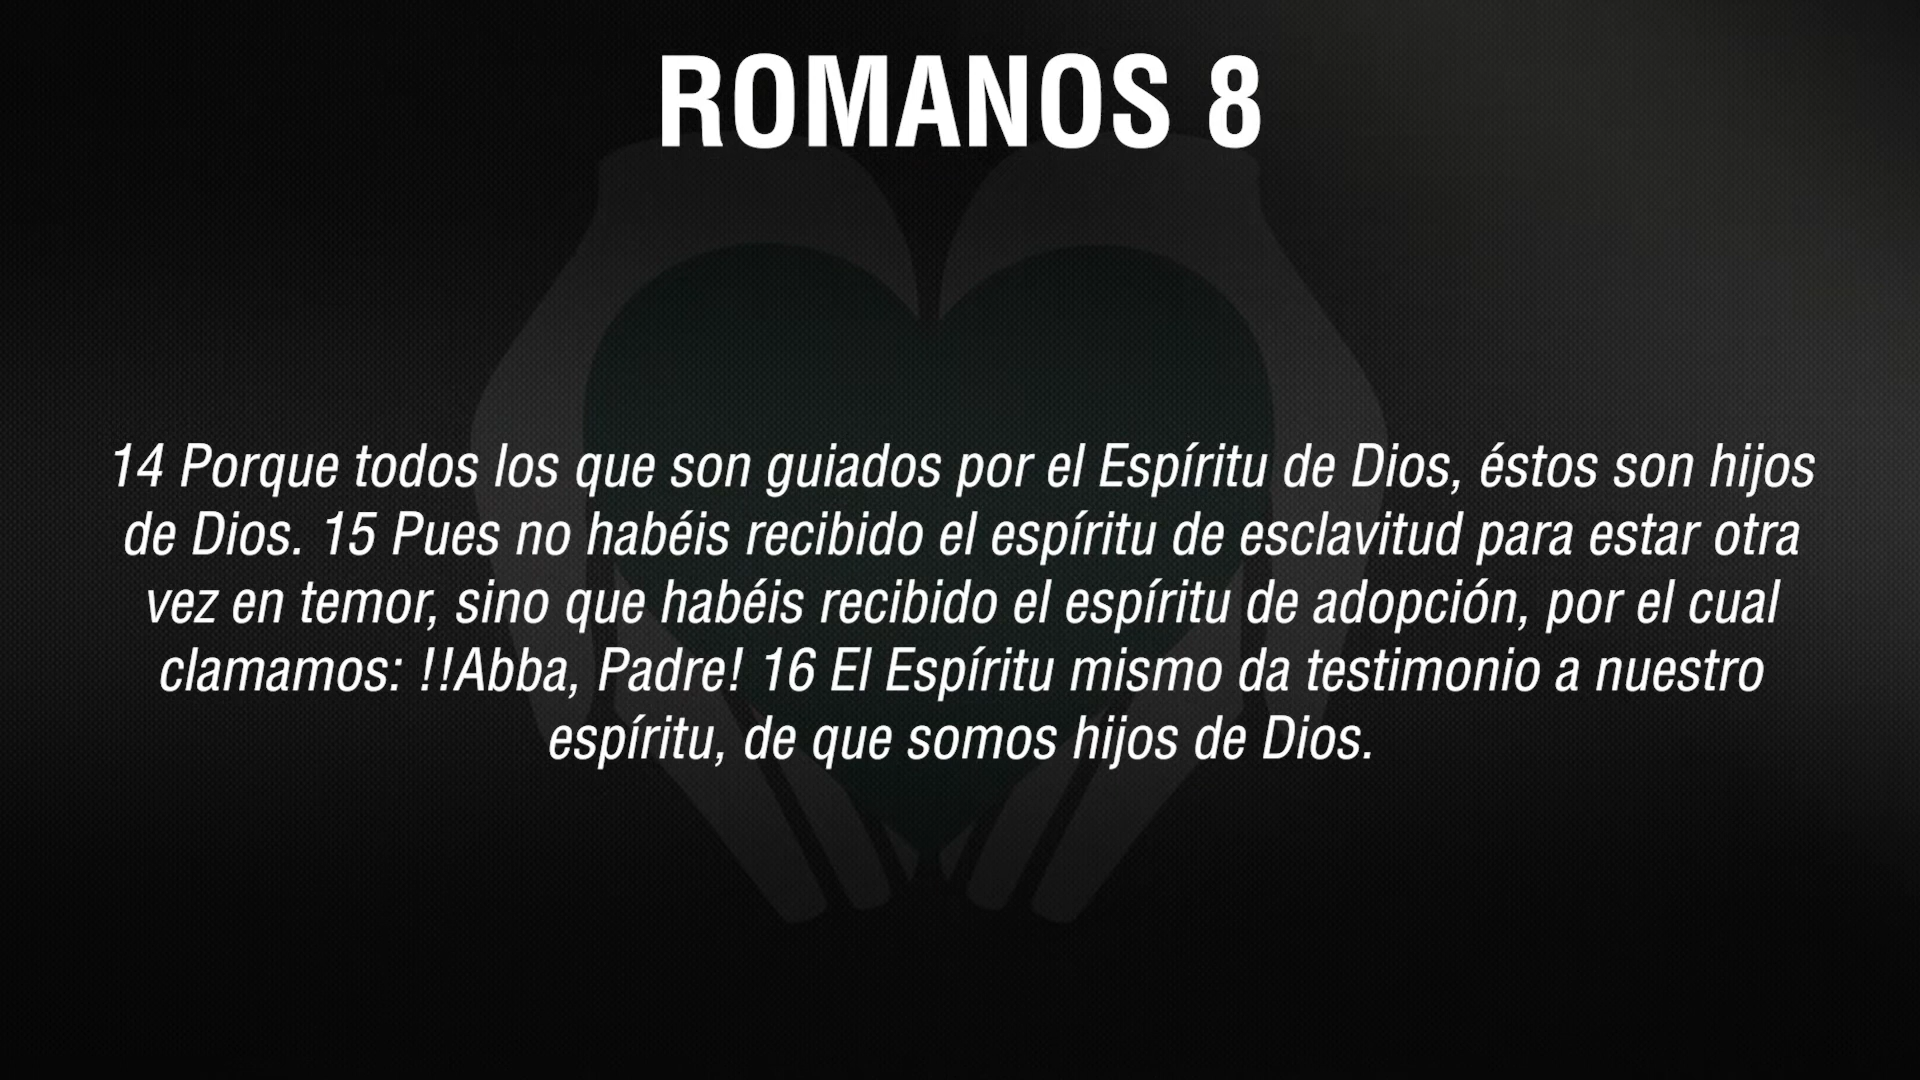 ROMANOS 8
14 Porque todos los que son guiados por el Espíritu de Dios, éstos son hijos
de Dios. 15 Pues no habéis recibido el espíritu de esclavitud para estar otra
vez en temor, sino que habéis recibido el espíritu de adopción, por el cual
clamamos: !!Abba, Padre! 16 El Espíritu mismo da testimonio a nuestro
espíritu, de que somos hijos de Dios.